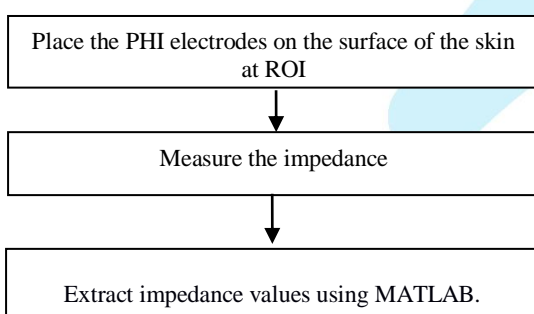 Place the PHI electrodes on the surface of the skin
at ROI
Measure the impedance
Extract impedance values using MATLAB.